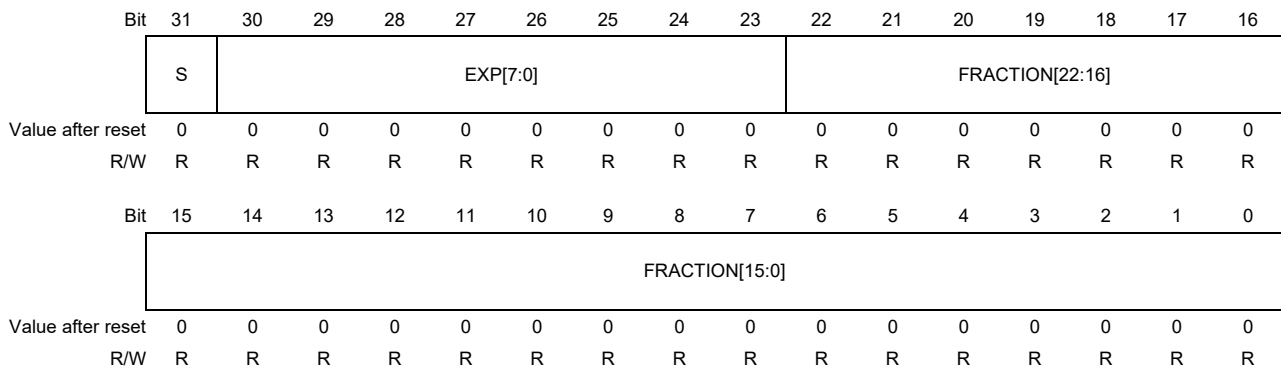 Bit 31 30 29 28 27 26 25 24 23 22 21 20 19 18 17 16
S EXP[7:0] FRACTION[22:16]
Value after reset 0 0 0 0 0 0 0 0 0 0 0 0 0 0 0 0
R/W R R R R R R R R R R R R R R R R
Bit 15 14 13 12 11 10 9 8 7 6 5 4 3 2 1 0
FRACTION[15:0]
Value after reset 0 0 0 0 0 0 0 0 0 0 0 0 0 0 0 0
R/W R R R R R R R R R R R R R R R R